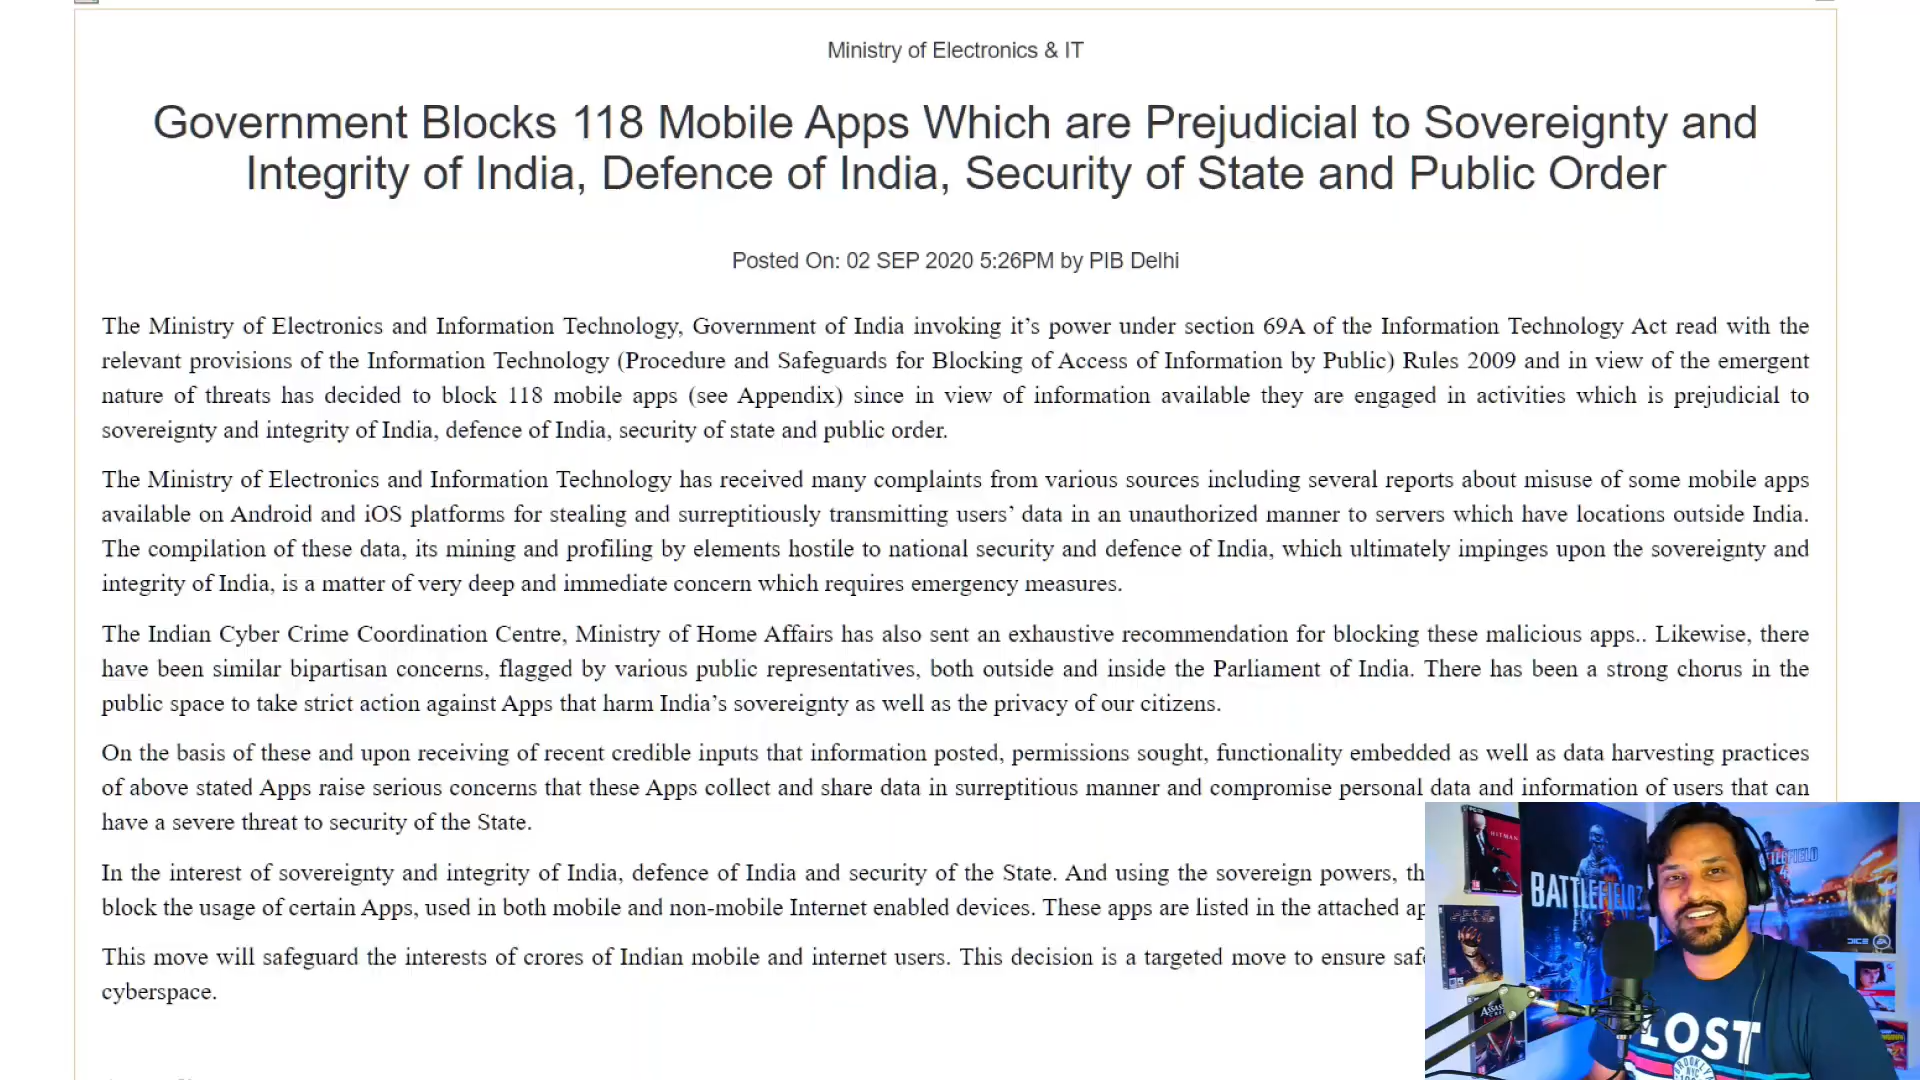 Ministry of Electronics & IT
Government Blocks 118 Mobile Apps Which are Prejudicial to Sovereignty and
Integrity of India, Defence of India, Security of State and Public Order
Posted On: 02 SEP 2020 5:26PM by PIB Delhi
The Ministry of Electronics and Information Technology, Government of India invoking it’s power under section 69A of the Information Technology Act read with the
relevant provisions of the Information Technology (Procedure and Safeguards for Blocking of Access of Information by Public) Rules 2009 and in view of the emergent
nature of threats has decided to block 118 mobile apps (see Appendix) since in view of information available they are engaged in activities which is prejudicial to
sovereignty and integrity of India, defence of India, security of state and public order.
The Ministry of Electronics and Information Technology has received many complaints from various sources including several reports about misuse of some mobile apps
available on Android and iOS platforms for stealing and surreptitiously transmitting users’ data in an unauthorized manner to servers which have locations outside India.
The compilation of these data, its mining and profiling by elements hostile to national security and defence of India, which ultimately impinges upon the sovereignty and
integrity of India, is a matter of very deep and immediate concern which requires emergency measures.
The Indian Cyber Crime Coordination Centre, Ministry of Home Affairs has also sent an exhaustive recommendation for blocking these malicious apps.. Likewise, there
have been similar bipartisan concerns, flagged by various public representatives, both outside and inside the Parliament of India. There has been a strong chorus in the
public space to take strict action against Apps that harm India’s sovereignty as well as the privacy of our citizens.
On the basis of these and upon receiving of recent credible inputs that information posted, permissions sought, functionality embedded as well as data harvesting practices
of above stated Apps raise serious concerns that these Apps collect and share data in surreptitious manner and compromise personal data and information of users that can
have a severe threat to security of the State.
In the interest of sovereignty and integrity of India, defence of India and security of the State. And using the sovereign powers, th
block the usage of certain Apps, used in both mobile and non-mobile Internet enabled devices. These apps are listed in the attached ap
This move will safeguard the interests of crores of Indian mobile and internet users. This decision is a targeted move to ensure safe
cyberspace.
HITMAN
BATTLEFIELD
DICE EA
LOST
BROOKLYN
NYC